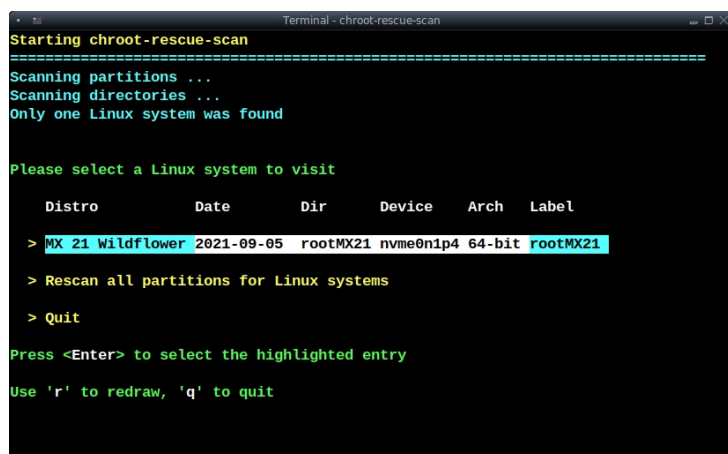 Terminal - chroot-rescue-scan
Starting chroot-rescue-scan
===============================================================================
Scanning partitions ...
Scanning directories ...
Only one Linux system was found
Please select a Linux system to visit
Distro Date Dir Device Arch Label
> MX 21 Wildflower 2021-09-05 rootMX21 nvme0n1p4 64-bit rootMX21
> Rescan all partitions for Linux systems
> Quit
Press <Enter> to select the highlighted entry
Use 'r' to redraw, 'q' to quit